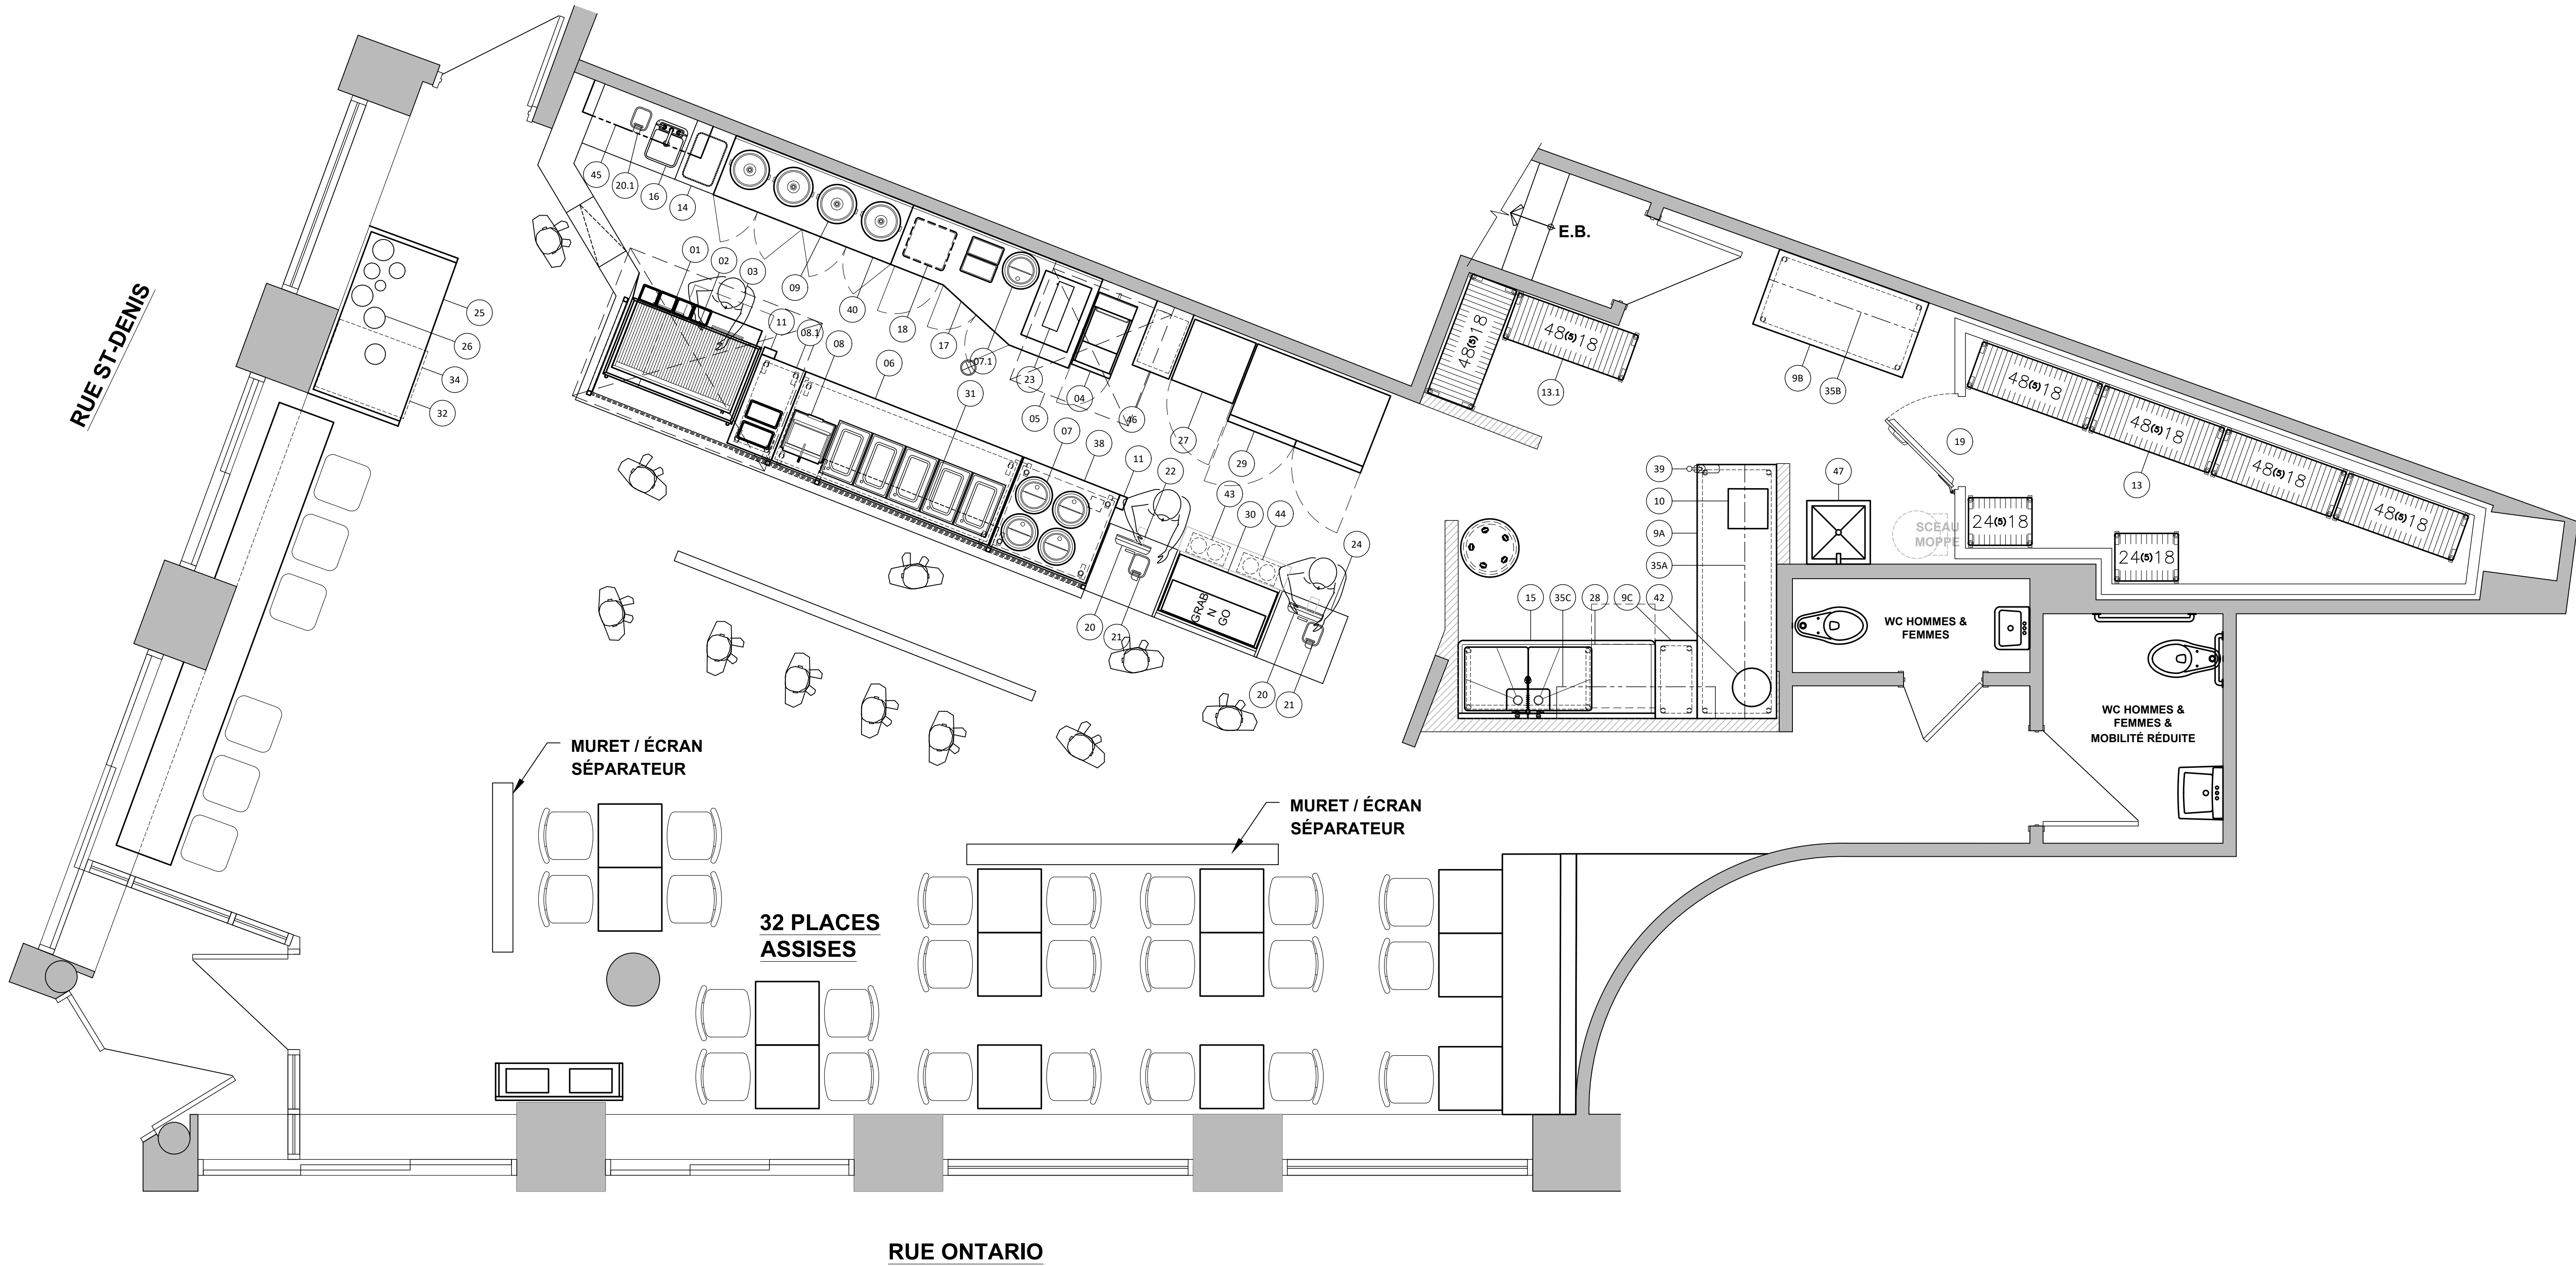 E.B.
RUE ST-DENIS
45
20.1
16
14
01
02
03
09
40
18
17
07.1
23
05
04
46
27
29
11
08.1
08
06
31
07
38
11
22
43
30
44
24
20
21
20
21
GRAB
N
GO
25
26
34
32
48(5)18
48(5)18
13.1
9B
35B
19
48(5)18
48(5)18
48(5)18
48(5)18
13
24(5)18
24(5)18
47
SCEAU
MOPPE
39
10
9A
35A
15
35C
28
9C
42
WC HOMMES &
FEMMES
WC HOMMES &
FEMMES &
MOBILITÉ RÉDUITE
MURET / ÉCRAN
SÉPARATEUR
MURET / ÉCRAN
SÉPARATEUR
32 PLACES
ASSISES
RUE ONTARIO